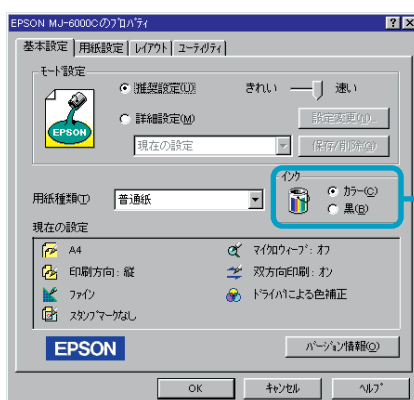 EPSON MJ-6000Cのプロパティ
基本設定 用紙設定 レイアウト ユーティリティ
モード設定
推奨設定(U) きれい 速い
EPSON
詳細設定(M) 設定変更(I)...
現在の設定 保存/削除(S)
インク
用紙種類(T) 普通紙 カラー(C)
黒(B)
現在の設定
A4 マイクロウィーブ: オフ
印刷方向: 縦 双方向印刷: オン
ファイン ドライバによる色補正
スタンプマークなし
EPSON バージョン情報(O)
OK キャンセル ヘルプ